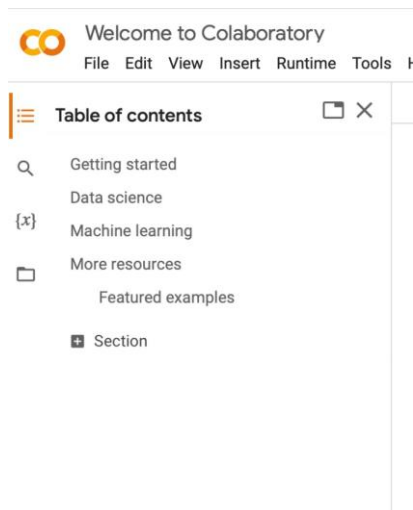 Welcome to Colaboratory
File Edit View Insert Runtime Tools H
Table of contents
Getting started
Data science
{x}
Machine learning
More resources
Featured examples
Section